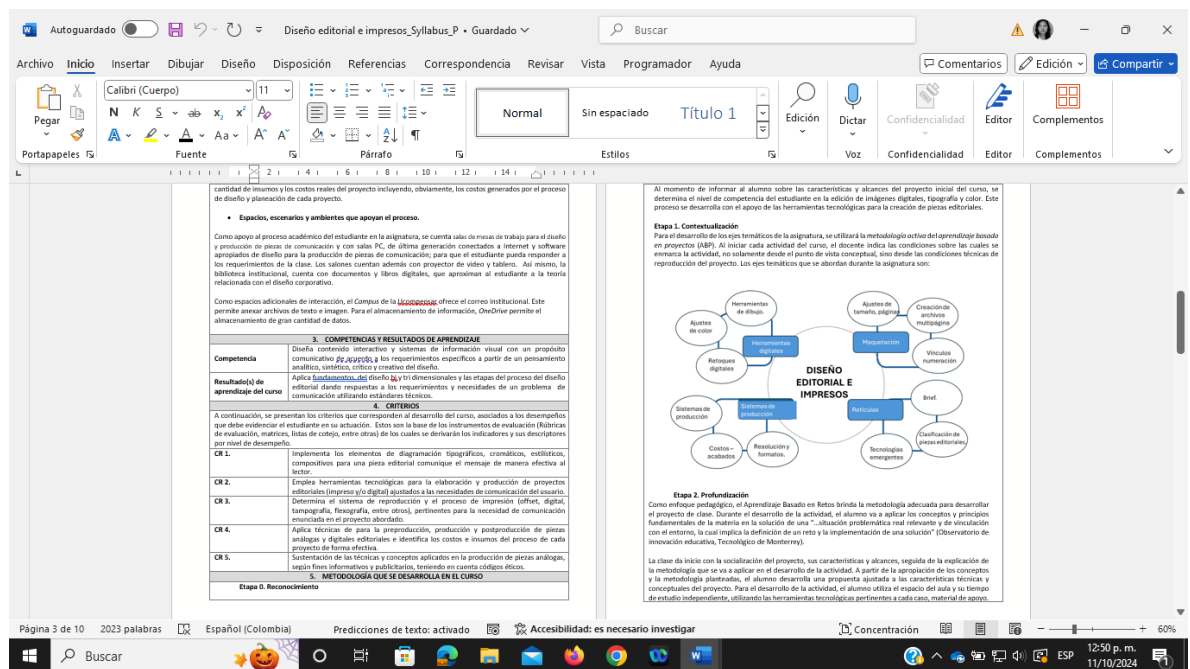 Autoguardado
Diseño editorial e impresos_Syllabus_P • Guardado
Buscar
Archivo Inicio Insertar Dibujar Diseño Disposición Referencias Correspondencia Revisar Vista Programador Ayuda
Comentarios Edición Compartir
Pegar
Calibri (Cuerpo) 11
N K S ab x₂ x² A
A A Aa A A
Normal
Sin espaciado
Título 1
Edición
Dictar
Confidencialidad
Editor
Complementos
Portapapeles Fuente Párrafo Estilos Voz Confidencialidad Editor Complementos
2 4 6 8 10 12 14
cantidad de insumos y los costos reales del proyecto incluyendo, obviamente, los costos generados por el proceso
de diseño y planeación de cada proyecto.
• Espacios, escenarios y ambientes que apoyan el proceso.
Como apoyo al proceso académico del estudiante en la asignatura, se cuenta salas de mesas de trabajo para el diseño
y producción de piezas de comunicación y con salas PC, de última generación conectados a Internet y software
apropiados de diseño para la producción de piezas de comunicación; para que el estudiante pueda responder a
los requerimientos de la clase. Los salones cuentan además con proyector de video y tablero. Así mismo, la
biblioteca institucional, cuenta con documentos y libros digitales, que aproximan al estudiante a la teoría
relacionada con el diseño corporativo.
Como espacios adicionales de interacción, el Campus de la Ucompensar ofrece el correo institucional. Este
permite anexar archivos de texto e imagen. Para el almacenamiento de información, OneDrive permite el
almacenamiento de gran cantidad de datos.
3. COMPETENCIAS Y RESULTADOS DE APRENDIZAJE
Competencia
Diseña contenido interactivo y sistemas de información visual con un propósito
comunicativo de acuerdo a los requerimientos específicos a partir de un pensamiento
analítico, sintético, crítico y creativo del diseño.
Resultado(s) de
aprendizaje del curso
Aplica fundamentos del diseño bi y tri dimensionales y las etapas del proceso del diseño
editorial dando respuestas a los requerimientos y necesidades de un problema de
comunicación utilizando estándares técnicos.
4. CRITERIOS
A continuación, se presentan los criterios que corresponden al desarrollo del curso, asociados a los desempeños
que debe evidenciar el estudiante en su actuación. Estos son la base de los instrumentos de evaluación (Rúbricas
de evaluación, matrices, listas de cotejo, entre otras) de los cuales se derivarán los indicadores y sus descriptores
por nivel de desempeño.
CR 1.
Implementa los elementos de diagramación tipográficos, cromáticos, estilísticos,
compositivos para una pieza editorial comunique el mensaje de manera efectiva al
lector.
CR 2.
Emplea herramientas tecnológicas para la elaboración y producción de proyectos
editoriales (impreso y/o digital) ajustados a las necesidades de comunicación del usuario.
CR 3.
Determina el sistema de reproducción y el proceso de impresión (offset, digital,
tampografía, flexografía, entre otros), pertinentes para la necesidad de comunicación
enunciada en el proyecto abordado.
CR 4.
Aplica técnicas de para la preproducción, producción y postproducción de piezas
análogas y digitales editoriales e identifica los costos e insumos del proceso de cada
proyecto de forma efectiva.
CR 5.
Sustentación de las técnicas y conceptos aplicados en la producción de piezas análogas,
según fines informativos y publicitarios, teniendo en cuenta códigos éticos.
5. METODOLOGÍA QUE SE DESARROLLA EN EL CURSO
Etapa 0. Reconocimiento
Al momento de informar al alumno sobre las características y alcances del proyecto inicial del curso, se
determina el nivel de competencia del estudiante en la edición de imágenes digitales, tipografía y color. Este
proceso se desarrolla con el apoyo de las herramientas tecnológicas para la creación de piezas editoriales.
Etapa 1. Contextualización
Para el desarrollo de los ejes temáticos de la asignatura, se utilizará la metodología activa del aprendizaje basado
en proyectos (ABP). Al iniciar cada actividad del curso, el docente indica las condiciones sobre las cuales se
enmarca la actividad, no solamente desde el punto de vista conceptual, sino desde las condiciones técnicas de
reproducción del proyecto. Los ejes temáticos que se abordan durante la asignatura son:
Herramientas
de dibujo.
Ajustes
de color
Retoques
digitales
Herramientas
digitales
Ajustes de
tamaño, páginas
Creación de
archivos
multipágina
Vínculos
numeración
Maquetación
DISEÑO
EDITORIAL E
IMPRESOS
Sistemas de
producción
Sistemas de
producción
Costos –
acabados
Resolución y
formatos.
Retículas
Brief.
Clasificación de
piezas editoriales.
Tecnologías
emergentes
Etapa 2. Profundización
Como enfoque pedagógico, el Aprendizaje Basado en Retos brinda la metodología adecuada para desarrollar
el proyecto de clase. Durante el desarrollo de la actividad, el alumno va a aplicar los conceptos y principios
fundamentales de la materia en la solución de una “…situación problemática real relevante y de vinculación
con el entorno, la cual implica la definición de un reto y la implementación de una solución” (Observatorio de
innovación educativa, Tecnológico de Monterrey).
La clase da inicio con la socialización del proyecto, sus características y alcances, seguida de la explicación de
la metodología que se va a aplicar en el desarrollo de la actividad. A partir de la apropiación de los conceptos
y la metodología planteadas, el alumno desarrolla una propuesta ajustada a las características técnicas y
conceptuales del proyecto. Para el desarrollo de la actividad, el alumno utiliza el espacio del aula y su tiempo
de estudio independiente, utilizando las herramientas tecnológicas pertinentes a cada caso, material de apoyo.
Página 3 de 10 2023 palabras Español (Colombia) Predicciones de texto: activado Accesibilidad: es necesario investigar Concentración 60%
Buscar
ESP
12:50 p. m.
11/10/2024
1